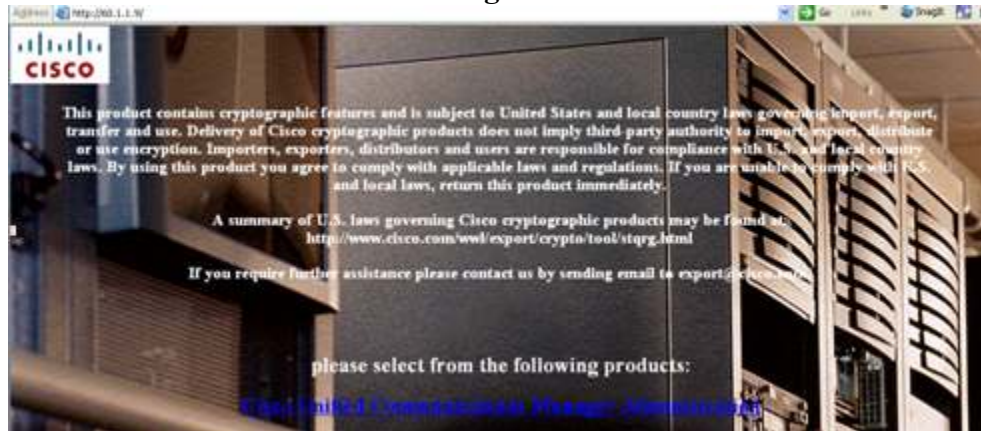 Address http://60.1.1.9/ Go Links SnagIt
CISCO
This product contains cryptographic features and is subject to United States and local country laws governing import, export,
transfer and use. Delivery of Cisco cryptographic products does not imply third-party authority to import, export, distribute
or use encryption. Importers, exporters, distributors and users are responsible for compliance with U.S. and local country
laws. By using this product you agree to comply with applicable laws and regulations. If you are unable to comply with U.S.
and local laws, return this product immediately.
A summary of U.S. laws governing Cisco cryptographic products may be found at:
http://www.cisco.com/wwl/export/crypto/tool/stqrg.html
If you require further assistance please contact us by sending email to export@cisco.com.
please select from the following products:
Cisco Unified Communications Manager Administration